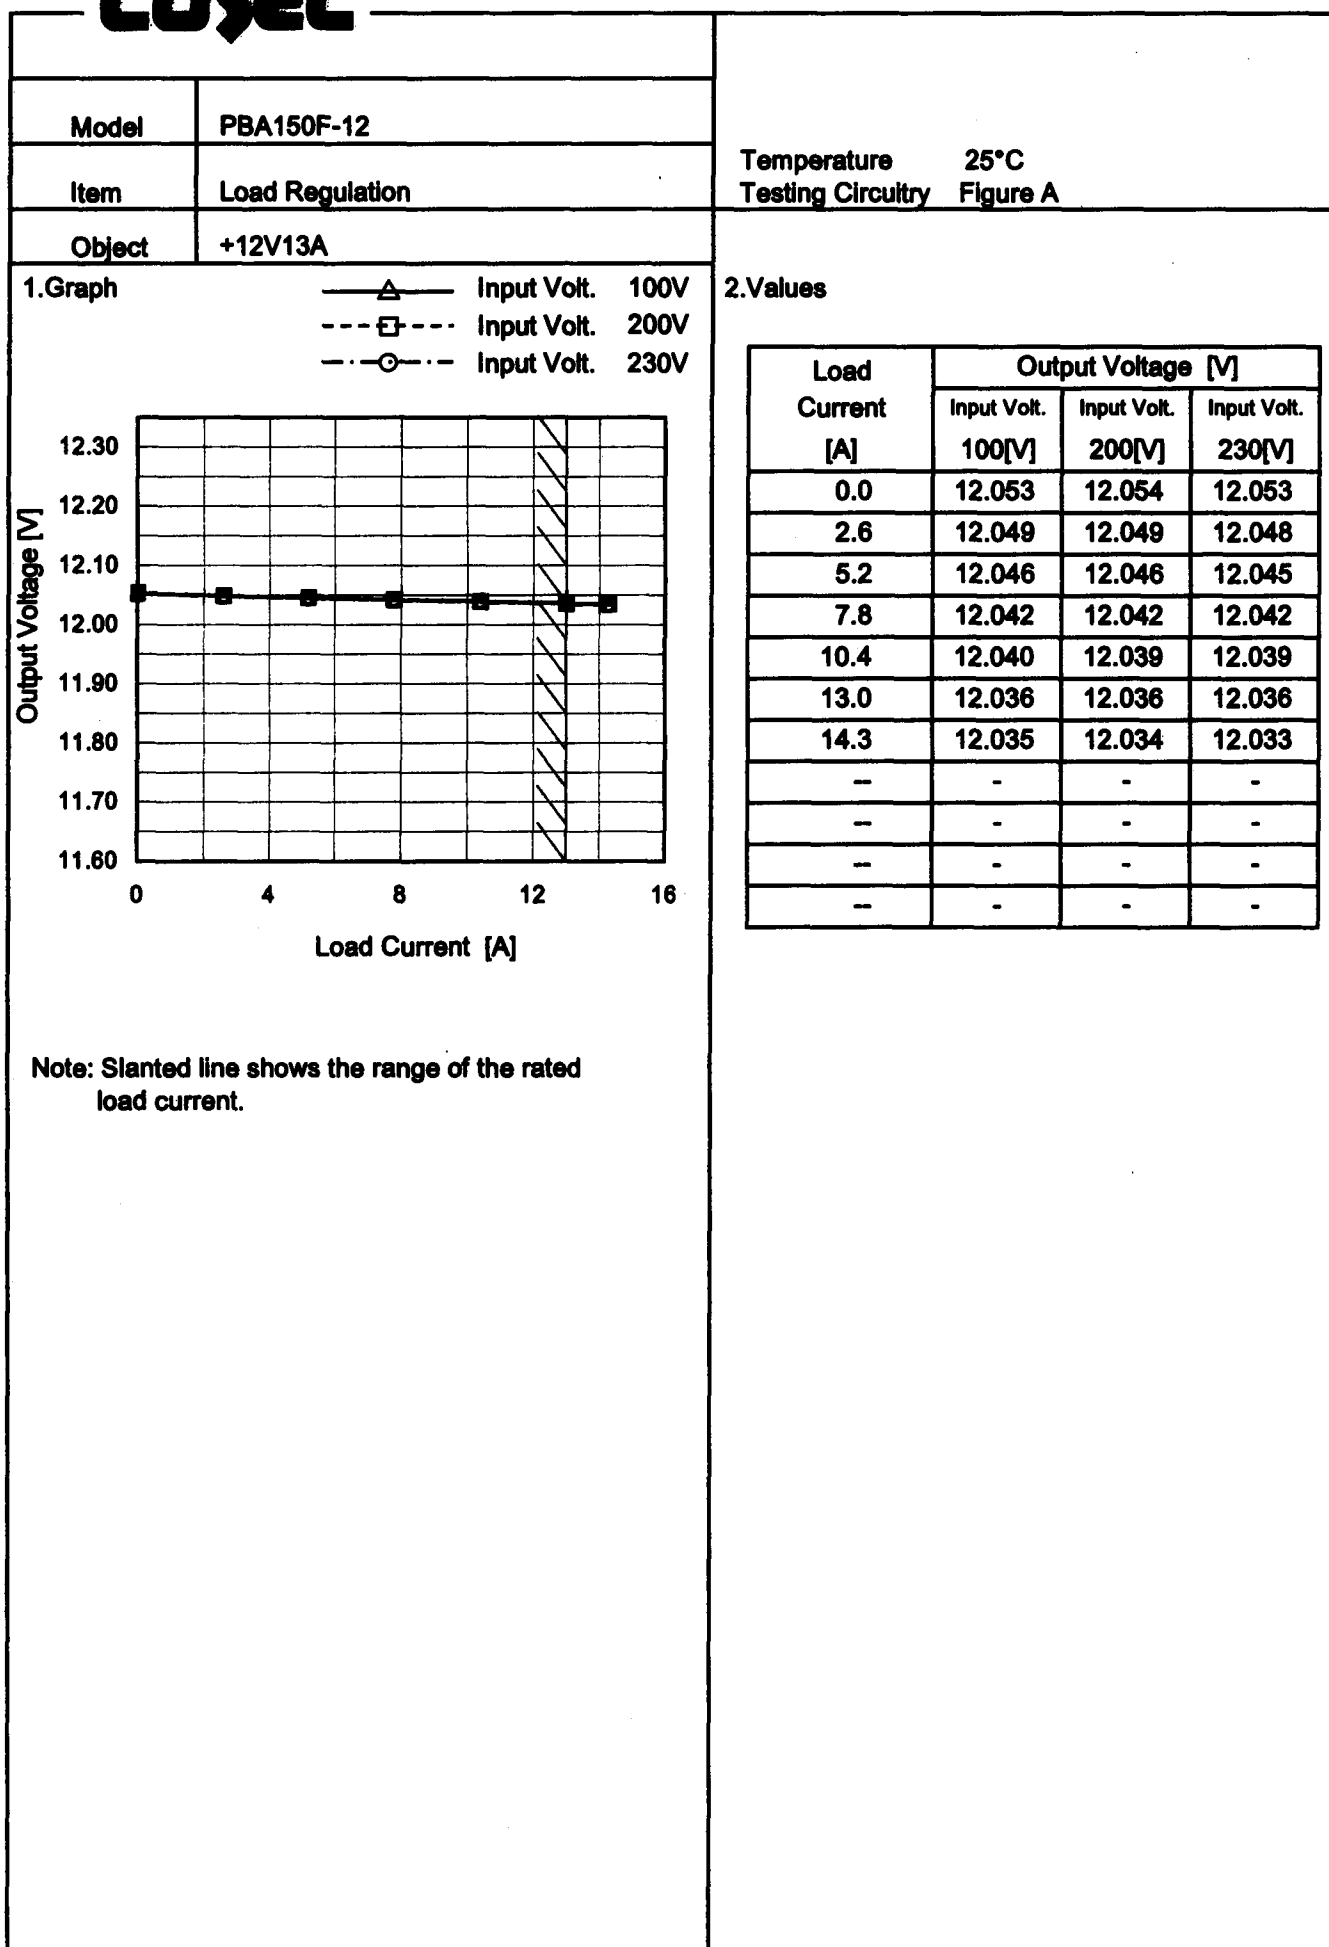 COSEL
Model PBA150F-12
Item Load Regulation
Object +12V13A
Temperature 25°C
Testing Circuitry Figure A
1.Graph
Input Volt. 100V
Input Volt. 200V
Input Volt. 230V
Output Voltage [V]
12.30
12.20
12.10
12.00
11.90
11.80
11.70
11.60
0 4 8 12 16
Load Current [A]
Note: Slanted line shows the range of the rated
load current.
2.Values
Load Output Voltage [V]
Current Input Volt. Input Volt. Input Volt.
[A] 100[V] 200[V] 230[V]
0.0 12.053 12.054 12.053
2.6 12.049 12.049 12.048
5.2 12.046 12.046 12.045
7.8 12.042 12.042 12.042
10.4 12.040 12.039 12.039
13.0 12.036 12.036 12.036
14.3 12.035 12.034 12.033
-- - - -
-- - - -
-- - - -
-- - - -